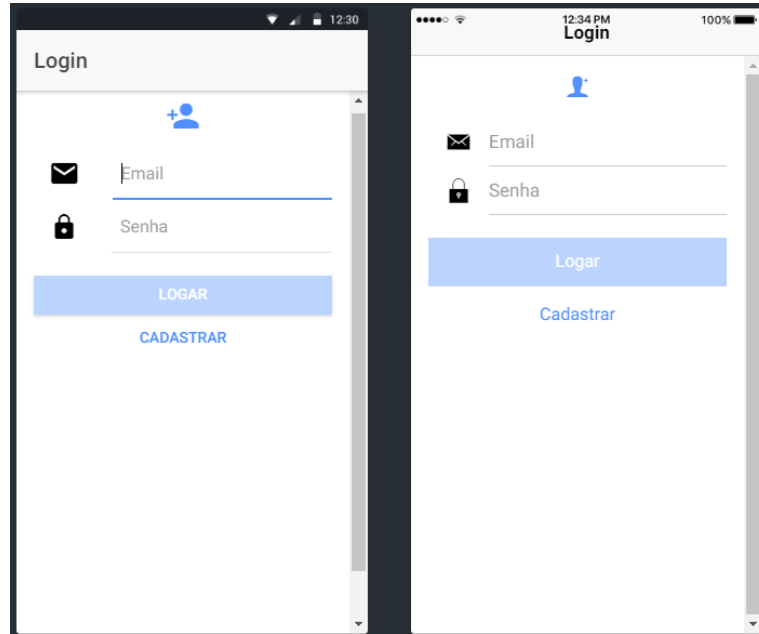 12:30
Login
Email
Senha
LOGAR
CADASTRAR
12:34 PM
100%
Login
Email
Senha
Logar
Cadastrar